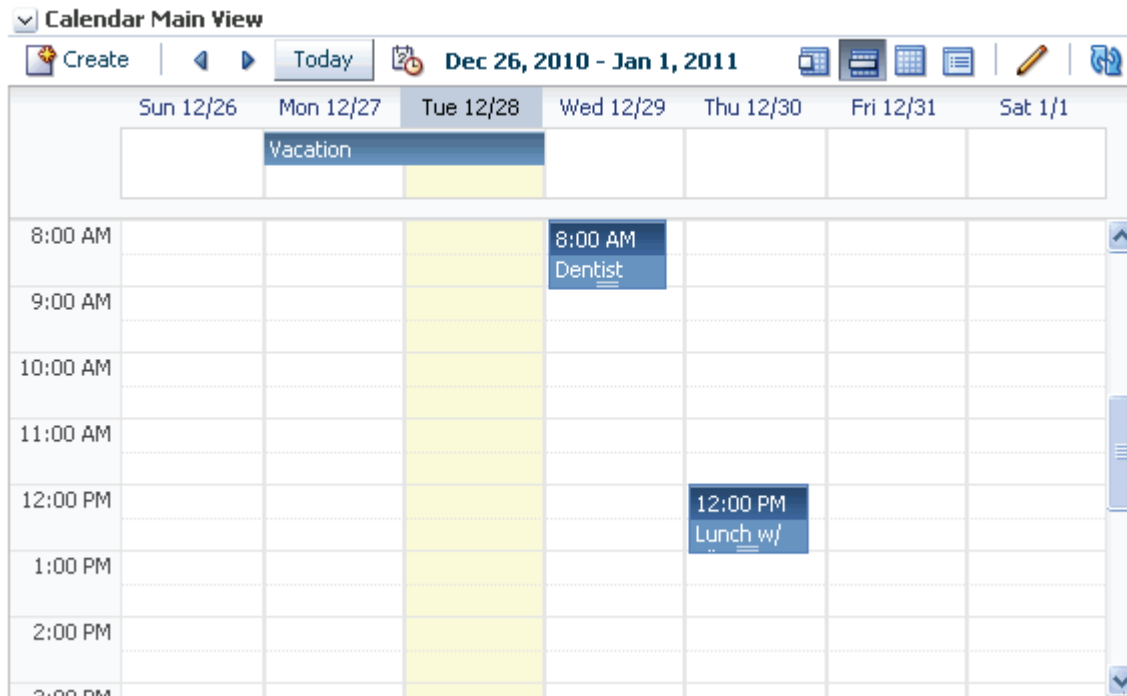 Calendar Main View
Create Today Dec 26, 2010 - Jan 1, 2011
Sun 12/26 Mon 12/27 Tue 12/28 Wed 12/29 Thu 12/30 Fri 12/31 Sat 1/1
Vacation
8:00 AM 8:00 AM
Dentist
9:00 AM
10:00 AM
11:00 AM
12:00 PM 12:00 PM
Lunch w/
1:00 PM
2:00 PM